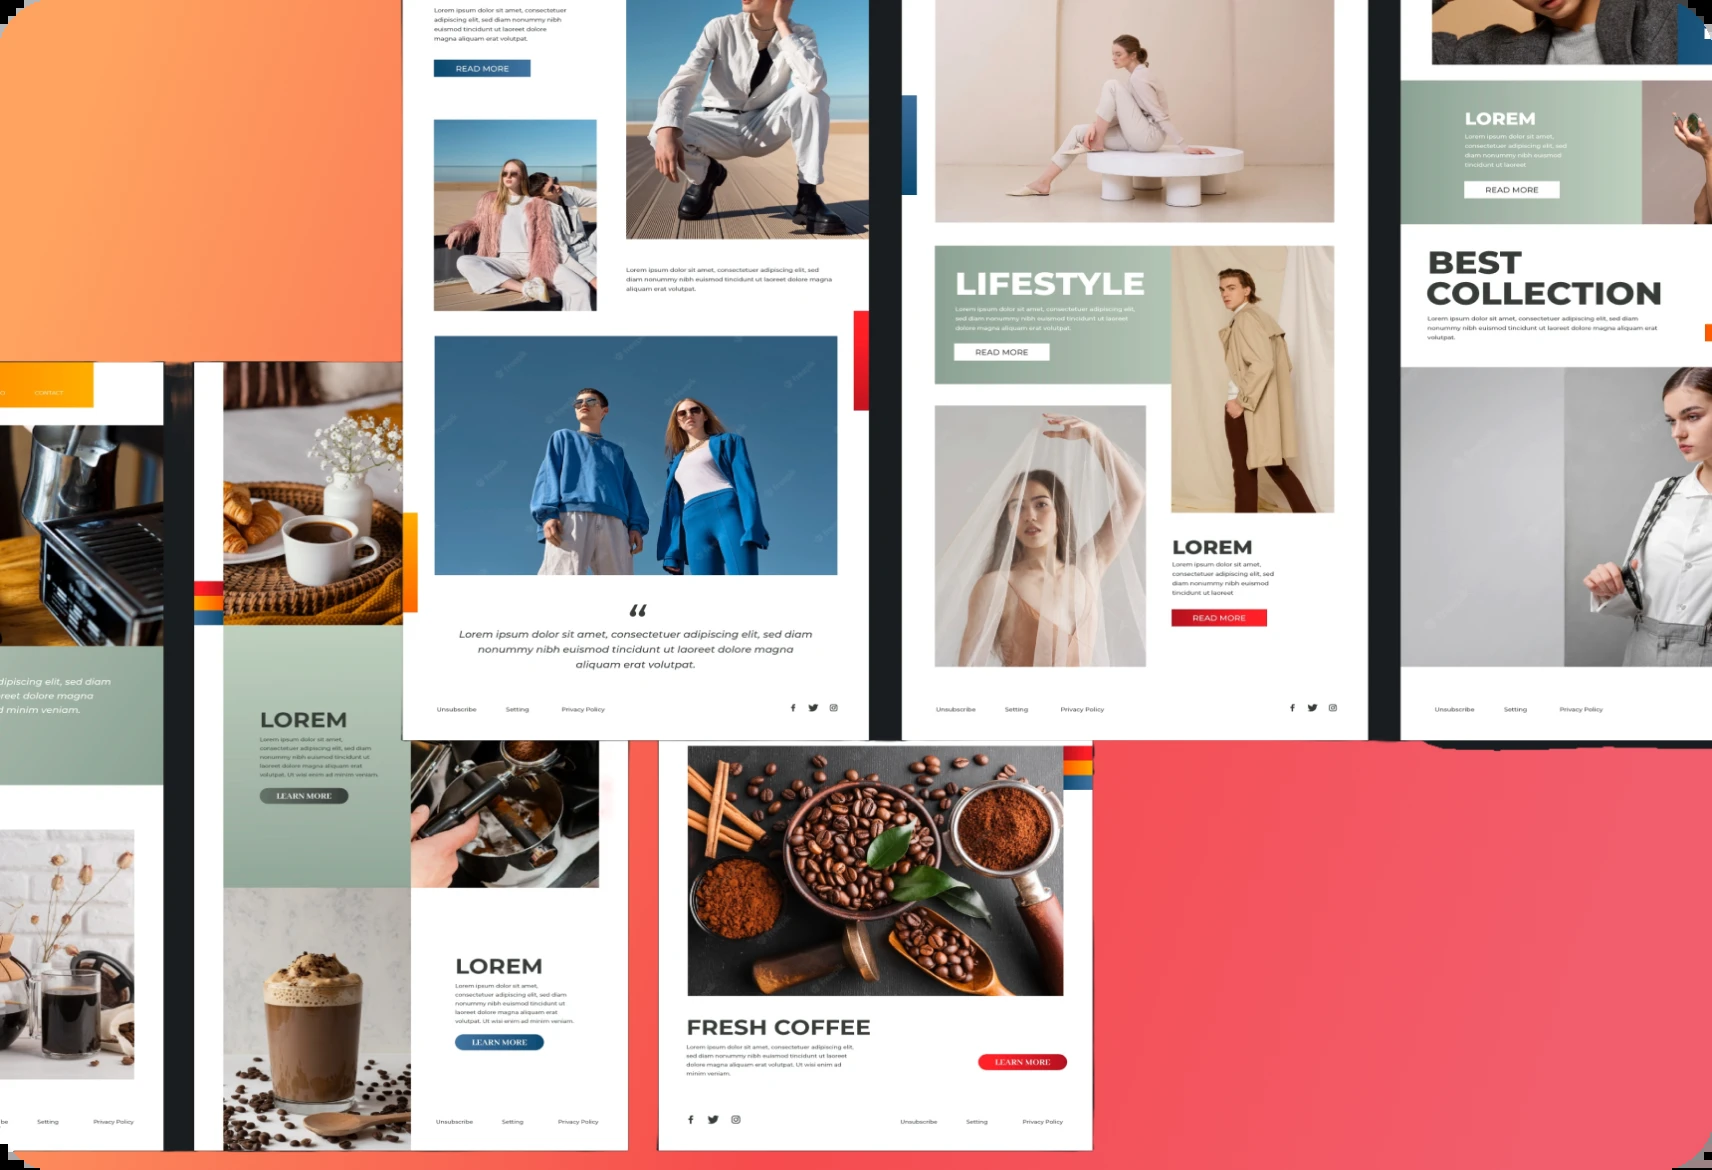 Lorem ipsum dolor sit amet, consectetuer
adipiscing elit, sed diam nonummy nibh
euismod tincidunt ut laoreet dolore
magna aliquam erat volutpat.
READ MORE
Lorem ipsum dolor sit amet, consectetuer adipiscing elit, sed
diam nonummy nibh euismod tincidunt ut laoreet dolore magna
aliquam erat volutpat.
“
Lorem ipsum dolor sit amet, consectetuer adipiscing elit, sed diam
nonummy nibh euismod tincidunt ut laoreet dolore magna
aliquam erat volutpat.
Unsubscribe Setting Privacy Policy
LIFESTYLE
Lorem ipsum dolor sit amet, consectetuer adipiscing elit,
sed diam nonummy nibh euismod tincidunt ut laoreet
dolore magna aliquam erat volutpat.
READ MORE
LOREM
Lorem ipsum dolor sit amet,
consectetuer adipiscing elit, sed
diam nonummy nibh euismod
tincidunt ut laoreet
READ MORE
Unsubscribe Setting Privacy Policy
LOREM
Lorem ipsum dolor sit amet,
consectetuer adipiscing elit, sed
diam nonummy nibh euismod
tincidunt ut laoreet
READ MORE
BEST
COLLECTION
Lorem ipsum dolor sit amet, consectetuer adipiscing elit, sed diam
nonummy nibh euismod tincidunt ut laoreet dolore magna aliquam erat
volutpat.
Unsubscribe Setting Privacy Policy
CONTACT
dipiscing elit, sed diam
reet dolore magna
d minim veniam.
be Setting Privacy Policy
LOREM
Lorem ipsum dolor sit amet,
consectetuer adipiscing elit, sed diam
nonummy nibh euismod tincidunt ut
laoreet dolore magna aliquam erat
volutpat. Ut wisi enim ad minim veniam.
LEARN MORE
LOREM
Lorem ipsum dolor sit amet,
consectetuer adipiscing elit, sed diam
nonummy nibh euismod tincidunt ut
laoreet dolore magna aliquam erat
volutpat. Ut wisi enim ad minim veniam.
LEARN MORE
Unsubscribe Setting Privacy Policy
FRESH COFFEE
Lorem ipsum dolor sit amet, consectetuer adipiscing elit,
sed diam nonummy nibh euismod tincidunt ut laoreet
dolore magna aliquam erat volutpat. Ut wisi enim ad
minim veniam.
LEARN MORE
Unsubscribe Setting Privacy Policy